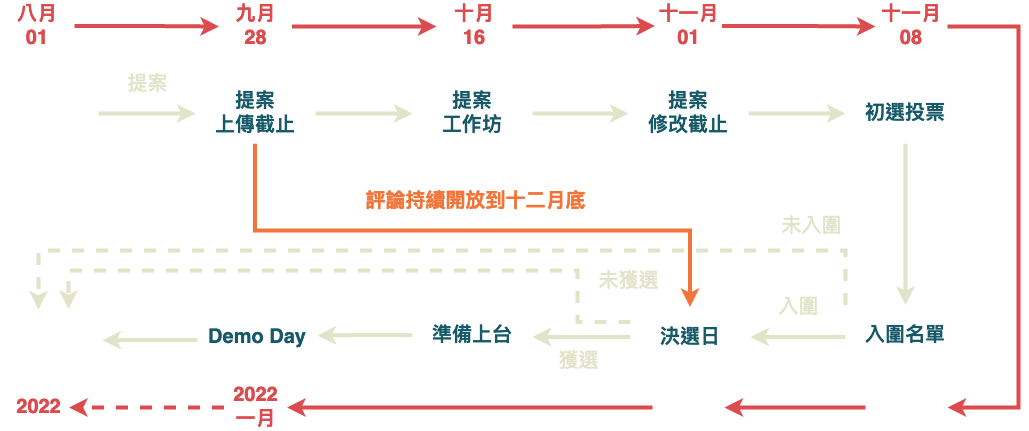 八月
01
九月
28
十月
16
十一月
01
十一月
08
提案
提案
上傳截止
提案
工作坊
提案
修改截止
初選投票
評論持續開放到十二月底
未入圍
未獲選
入圍
Demo Day
準備上台
決選日
入圍名單
獲選
2022
2022
一月